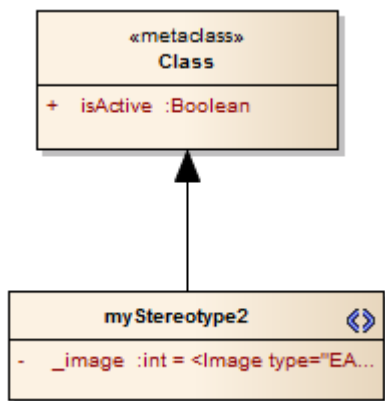 «metaclass»
Class
+ isActive :Boolean
myStereotype2
- _image :int = <Image type="EA...